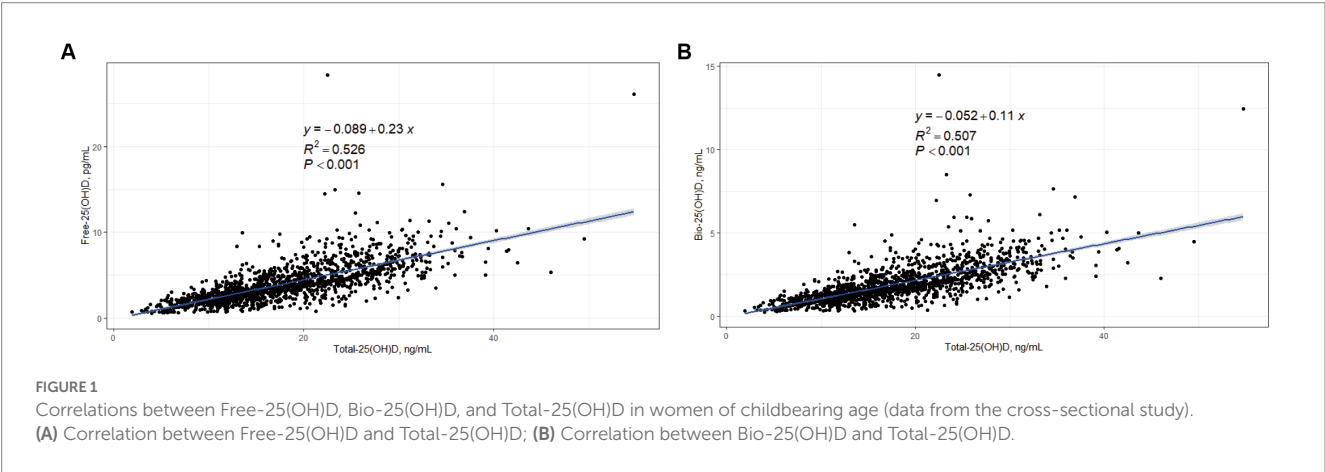 A
Free-25(OH)D, pg/mL
20
10
0
y = −0.089 + 0.23 x
R² = 0.526
P < 0.001
0
20
40
Total-25(OH)D, ng/mL
B
Bio-25(OH)D, ng/mL
15
10
5
0
y = −0.052 + 0.11 x
R² = 0.507
P < 0.001
0
20
40
Total-25(OH)D, ng/mL
FIGURE 1
Correlations between Free-25(OH)D, Bio-25(OH)D, and Total-25(OH)D in women of childbearing age (data from the cross-sectional study).
(A) Correlation between Free-25(OH)D and Total-25(OH)D; (B) Correlation between Bio-25(OH)D and Total-25(OH)D.